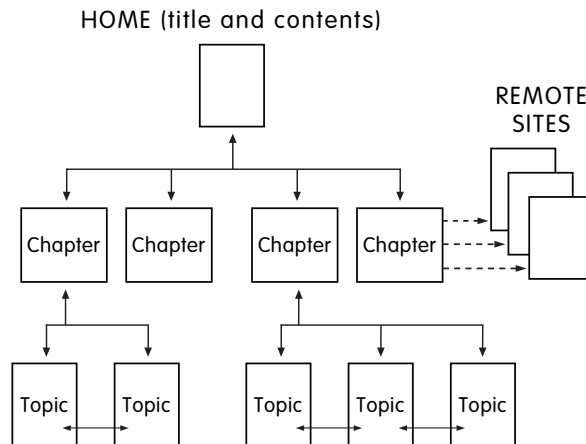 HOME (title and contents)
REMOTE
SITES
Chapter
Chapter
Chapter
Chapter
Topic
Topic
Topic
Topic
Topic